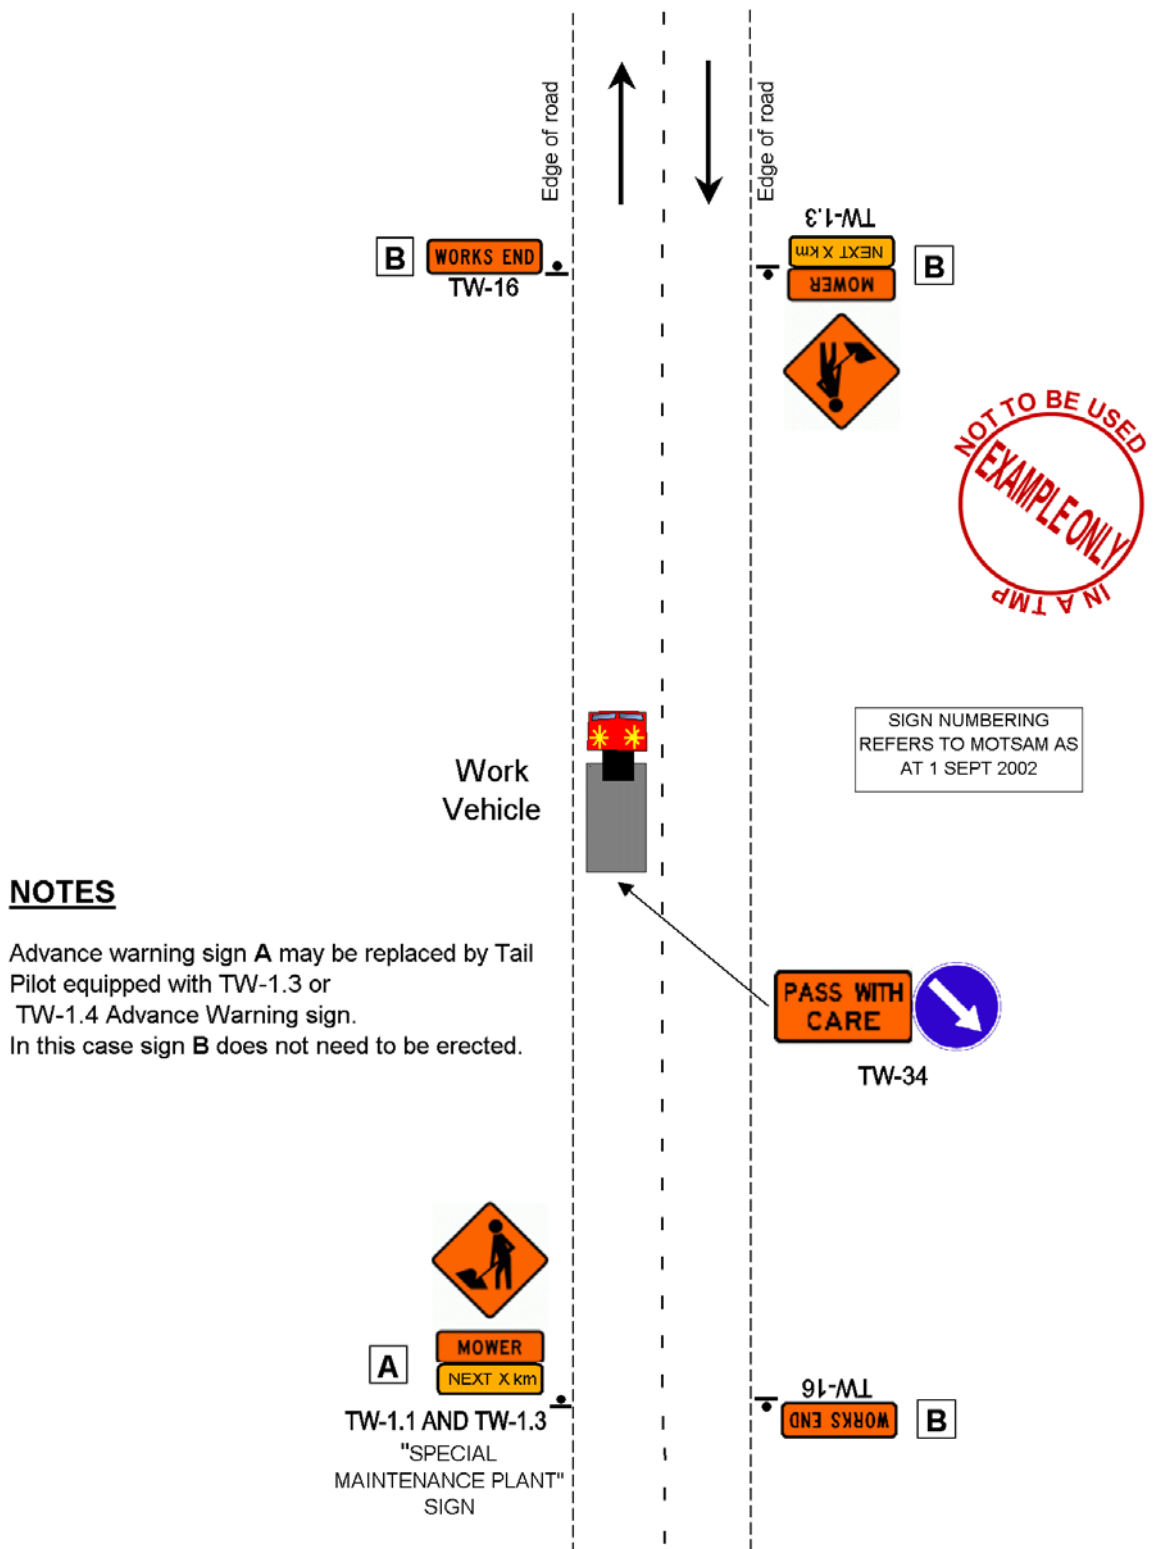 Edge of road
Edge of road
B
WORKS END
TW-16
TW-1.3
NEXT X km
MOWER
B
NOT TO BE USED
EXAMPLE ONLY
IN A TMP
SIGN NUMBERING
REFERS TO MOTSAM AS
AT 1 SEPT 2002
Work
Vehicle
NOTES
Advance warning sign A may be replaced by Tail
Pilot equipped with TW-1.3 or
TW-1.4 Advance Warning sign.
In this case sign B does not need to be erected.
PASS WITH
CARE
TW-34
A
MOWER
NEXT X km
TW-1.1 AND TW-1.3
"SPECIAL
MAINTENANCE PLANT"
SIGN
TW-16
WORKS END
B